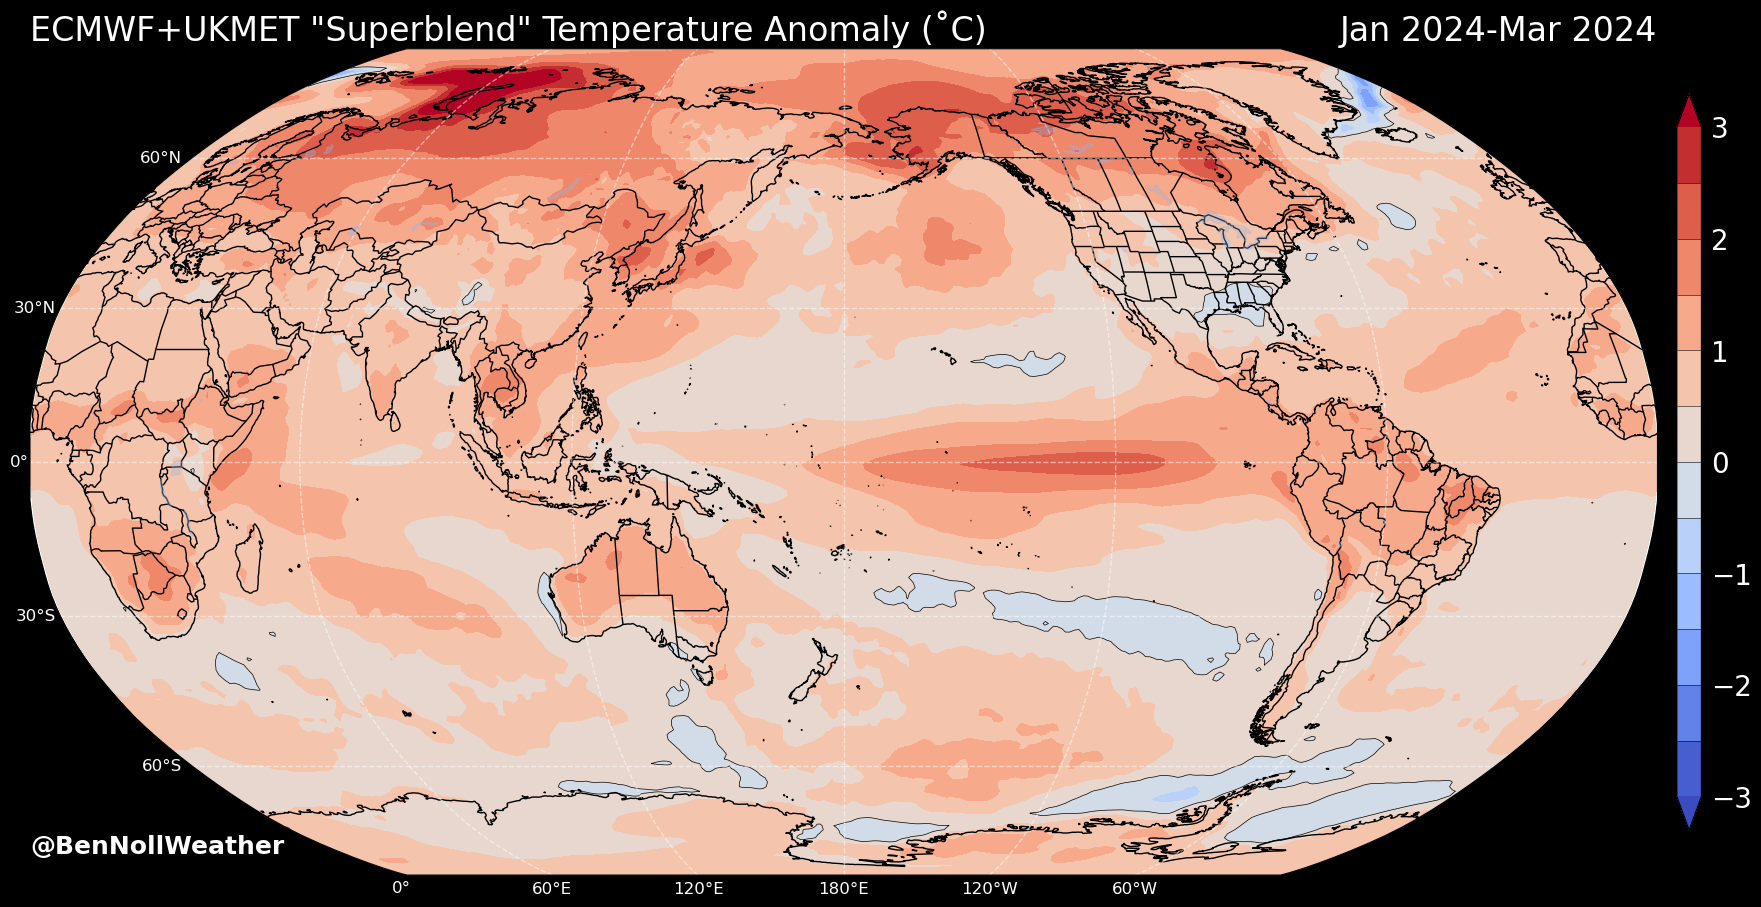 ECMWF+UKMET "Superblend" Temperature Anomaly (˚C)
Jan 2024-Mar 2024
60°N
30°N
0°
30°S
60°S
3
2
1
0
−1
−2
−3
@BenNollWeather
0°
60°E
120°E
180°E
120°W
60°W